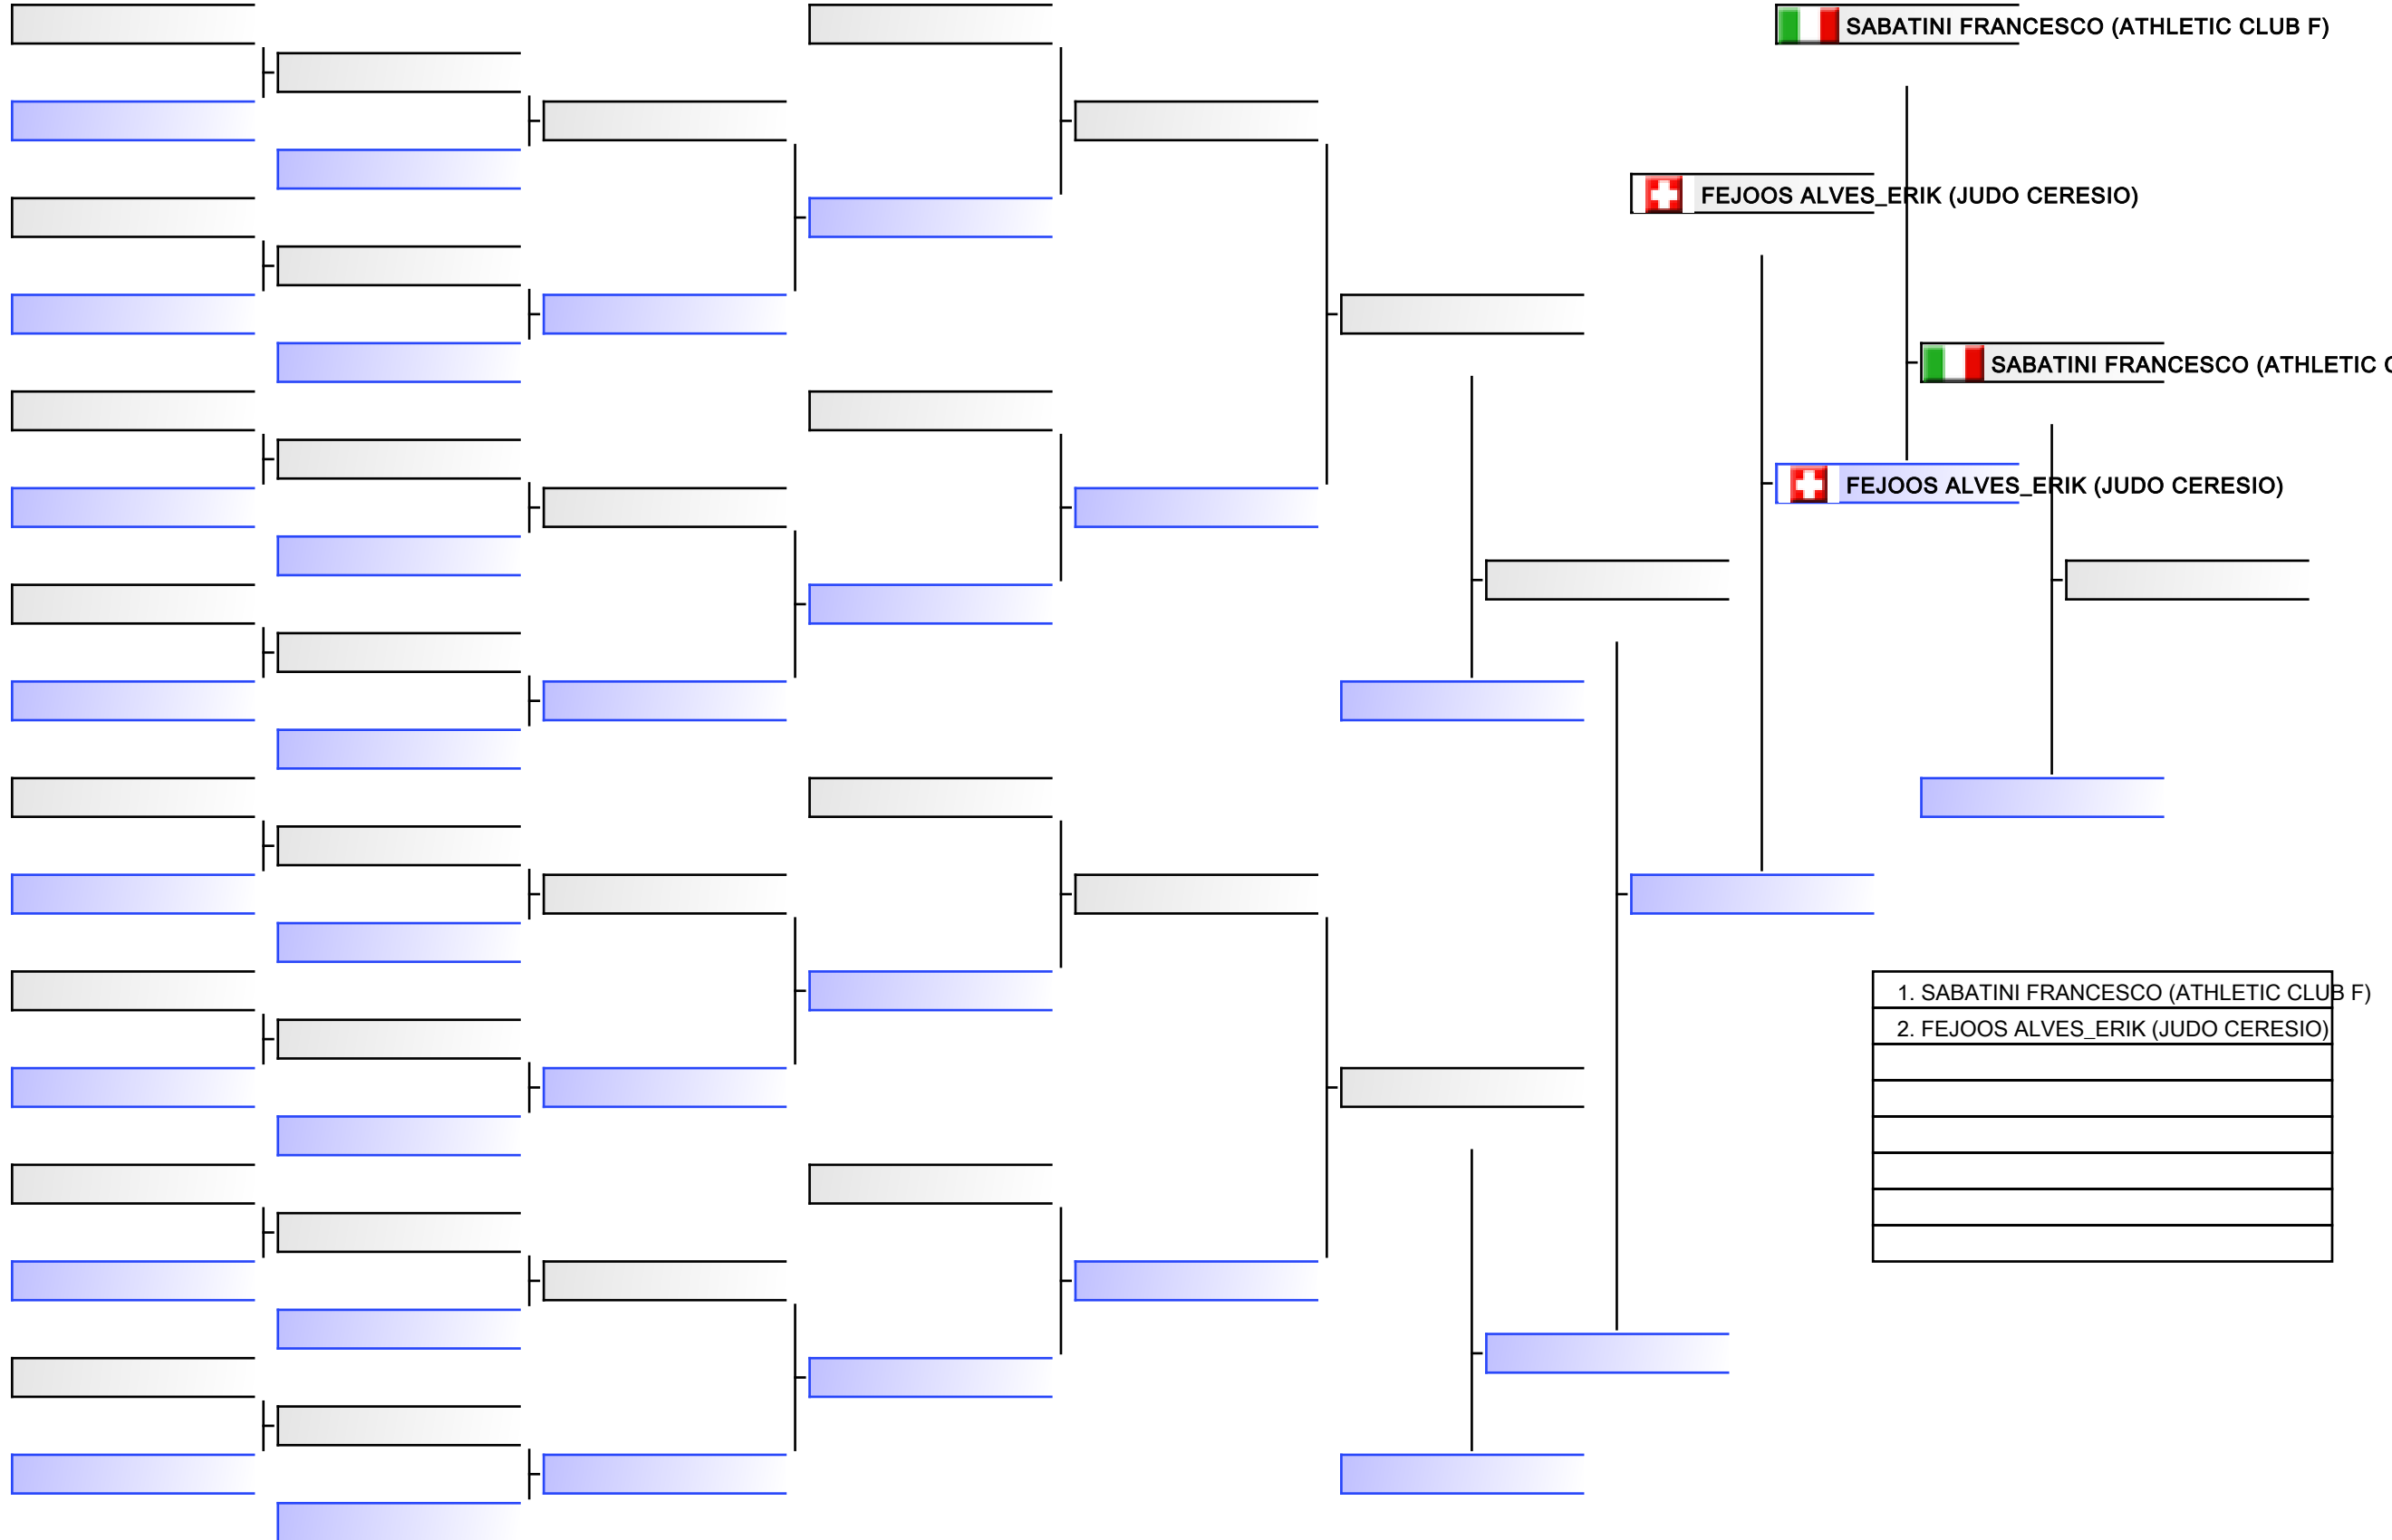 SABATINI FRANCESCO (ATHLETIC CLUB F)
FEJOOS ALVES_ERIK (JUDO CERESIO)
SABATINI FRANCESCO (ATHLETIC
FEJOOS ALVES_ERIK (JUDO CERESIO)
1. SABATINI FRANCESCO (ATHLETIC CLUB F)
2. FEJOOS ALVES_ERIK (JUDO CERESIO)